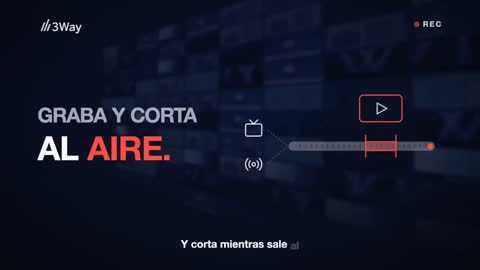 3Way
REC
GRABA Y CORTA
AL AIRE.
Y corta mientras sale al